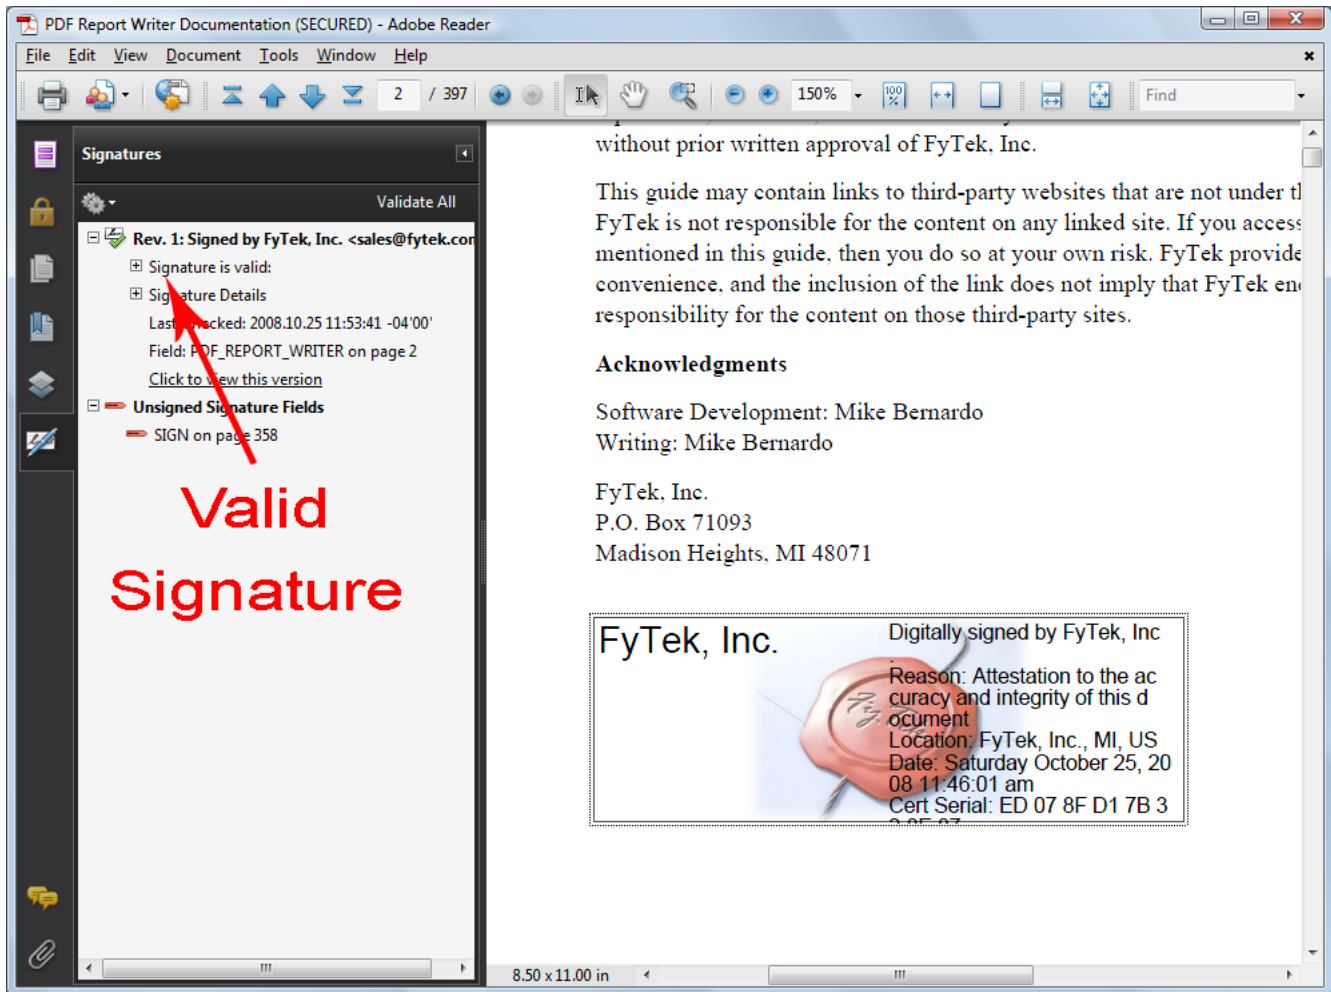 PDF Report Writer Documentation (SECURED) - Adobe Reader
File Edit View Document Tools Window Help
2 / 397
150%
Find
Signatures
Validate All
Rev. 1: Signed by FyTek, Inc. <sales@fytek.com
Signature is valid:
Signature Details
Last Checked: 2008.10.25 11:53:41 -04'00'
Field: PDF_REPORT_WRITER on page 2
Click to view this version
Unsigned Signature Fields
SIGN on page 358
Valid
Signature
without prior written approval of FyTek, Inc.
This guide may contain links to third-party websites that are not under
FyTek is not responsible for the content on any linked site. If you access
mentioned in this guide, then you do so at your own risk. FyTek provide
convenience, and the inclusion of the link does not imply that FyTek
responsibility for the content on those third-party sites.
Acknowledgments
Software Development: Mike Bernardo
Writing: Mike Bernardo
FyTek, Inc.
P.O. Box 71093
Madison Heights, MI 48071
FyTek, Inc.
Digitally signed by FyTek, Inc
.
Reason: Attestation to the ac
curacy and integrity of this d
ocument
Location: FyTek, Inc., MI, US
Date: Saturday October 25, 20
08 11:46:01 am
Cert Serial: ED 07 8F D1 7B 3
8.50 x 11.00 in